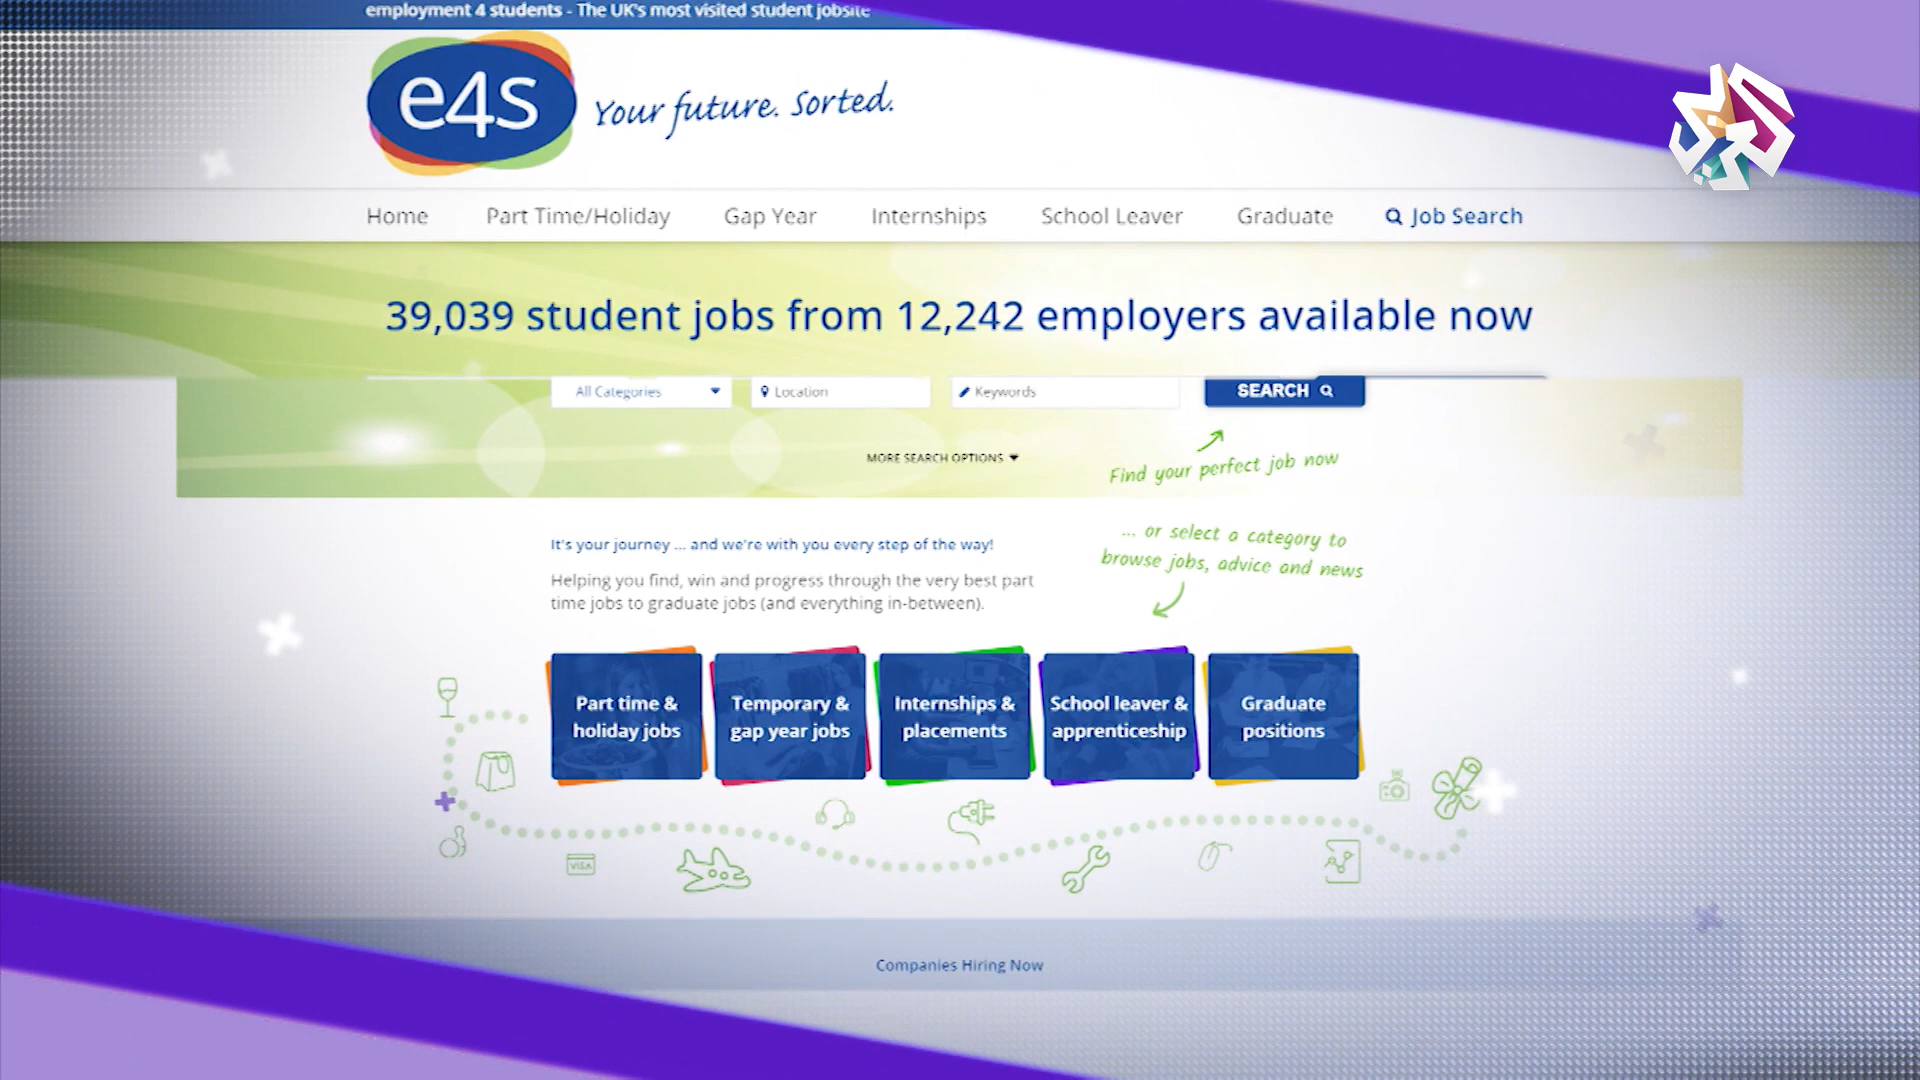 employment 4 students - The UK's most visited student jobsite
e4s
Your future. Sorted.
Home Part Time/Holiday Gap Year Internships School Leaver Graduate Job Search
39,039 student jobs from 12,242 employers available now
All Categories Location Keywords SEARCH
MORE SEARCH OPTIONS
Find your perfect job now
... or select a category to
browse jobs, advice and news
It's your journey ... and we're with you every step of the way!
Helping you find, win and progress through the very best part
time jobs to graduate jobs (and everything in-between).
Part time &
holiday jobs
Temporary &
gap year jobs
Internships &
placements
School leaver &
apprenticeship
Graduate
positions
VISA
Companies Hiring Now